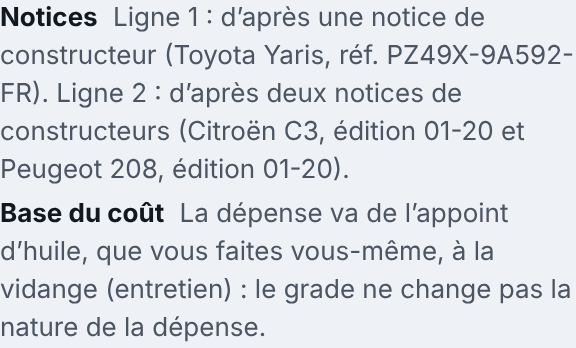 Notices Ligne 1 : d’après une notice de
constructeur (Toyota Yaris, réf. PZ49X-9A592-
FR). Ligne 2 : d’après deux notices de
constructeurs (Citroën C3, édition 01-20 et
Peugeot 208, édition 01-20).
Base du coût La dépense va de l’appoint
d’huile, que vous faites vous-même, à la
vidange (entretien) : le grade ne change pas la
nature de la dépense.